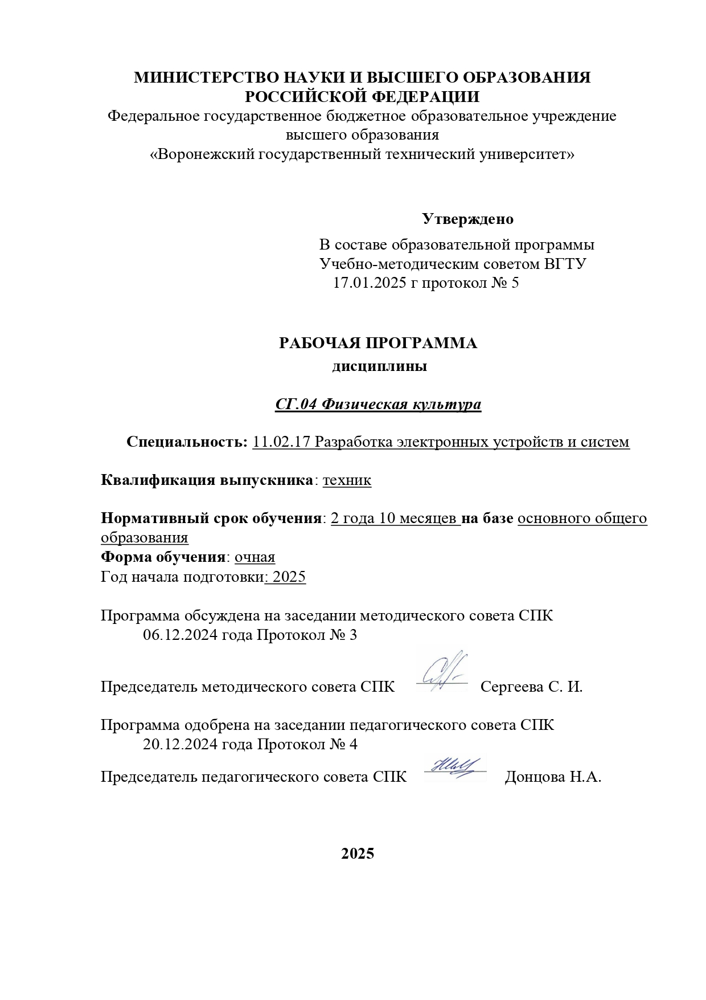 МИНИСТЕРСТВО НАУКИ И ВЫСШЕГО ОБРАЗОВАНИЯ
РОССИЙСКОЙ ФЕДЕРАЦИИ
Федеральное государственное бюджетное образовательное учреждение
высшего образования
«Воронежский государственный технический университет»
Утверждено
В составе образовательной программы
Учебно-методическим советом ВГТУ
17.01.2025 г протокол № 5
РАБОЧАЯ ПРОГРАММА
дисциплины
СГ.04 Физическая культура
Специальность: 11.02.17 Разработка электронных устройств и систем
Квалификация выпускника: техник
Нормативный срок обучения: 2 года 10 месяцев на базе основного общего
образования
Форма обучения: очная
Год начала подготовки: 2025
Программа обсуждена на заседании методического совета СПК
06.12.2024 года Протокол № 3
Председатель методического совета СПК Сергеева С. И.
Программа одобрена на заседании педагогического совета СПК
20.12.2024 года Протокол № 4
Председатель педагогического совета СПК Донцова Н.А.
2025